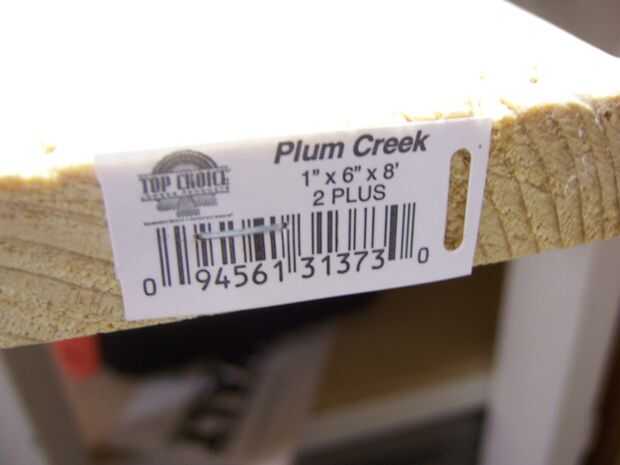 Plum Creek
1" x 6" x 8'
2 PLUS
TOP CHOICE
0 94561 31373 0